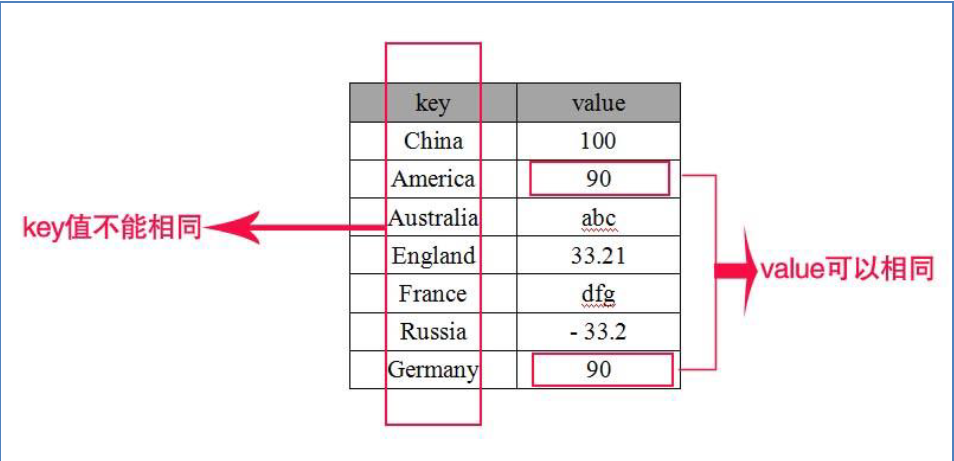 key value
China 100
America 90
key值不能相同
Australia abc
England 33.21
value可以相同
France dfg
Russia - 33.2
Germany 90